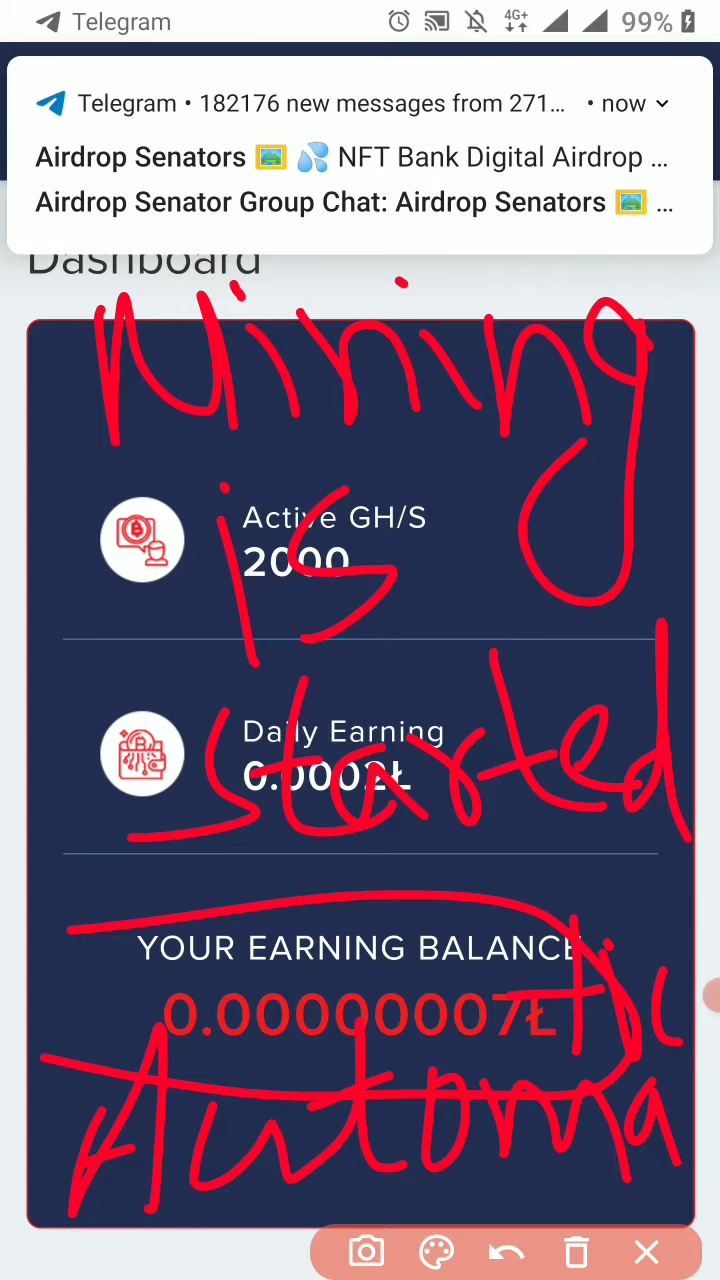 Telegram
4G+
99%
Telegram • 182176 new messages from 271... • now
Airdrop Senators 🖼️ 💦 NFT Bank Digital Airdrop ...
Airdrop Senator Group Chat: Airdrop Senators 🖼️ ...
Dashboard
Mining
is
Active GH/S
2000
started
Daily Earning
0.0002Ł
YOUR EARNING BALANCE
0.00000007Ł
Automatic